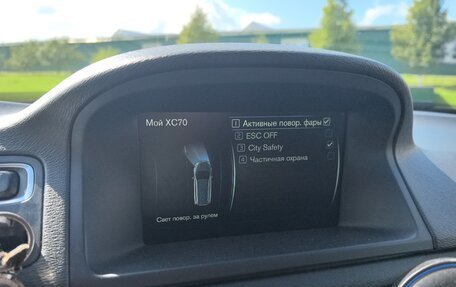 Мой XC70
1 Активные повор. фары
2 ESC OFF
3 City Safety
4 Частичная охрана
Свет повор. за рулем